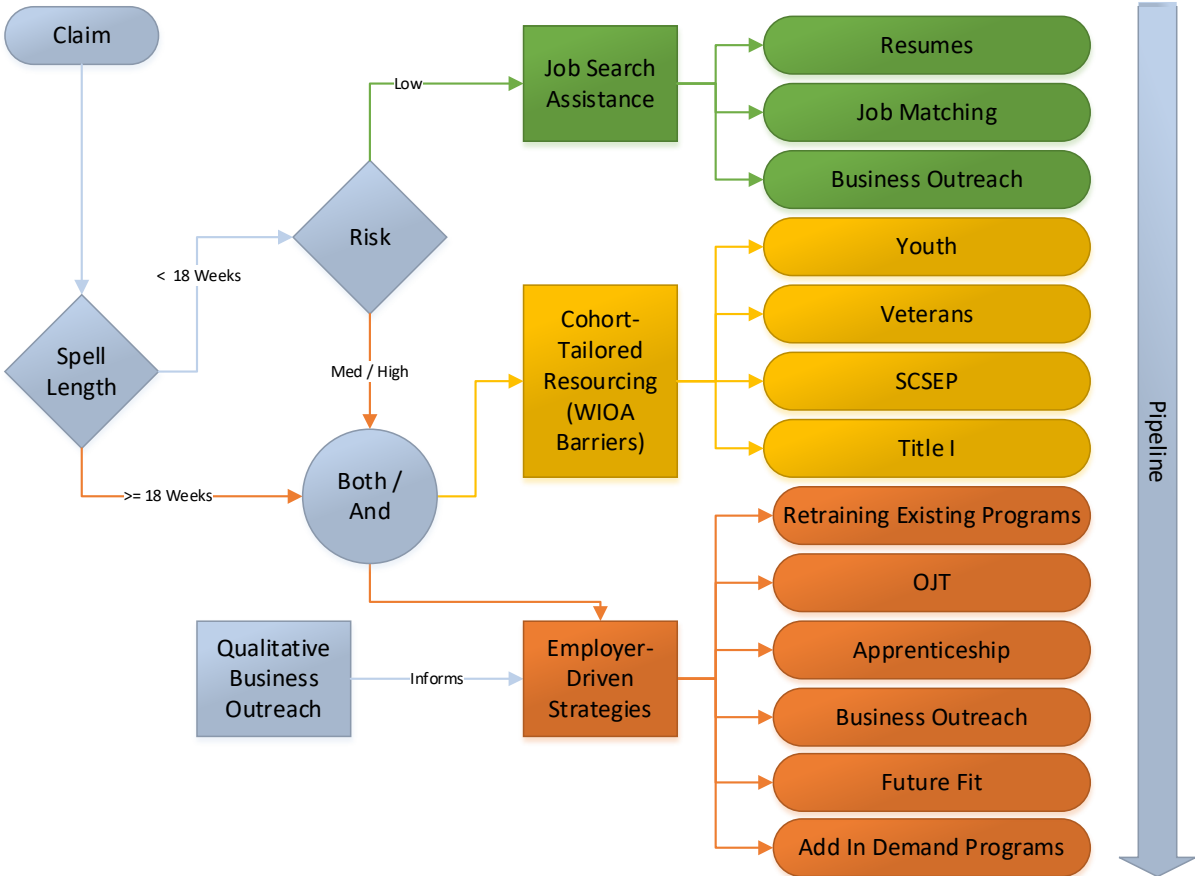 Claim
Spell
Length
< 18 Weeks
>= 18 Weeks
Risk
Low
Med / High
Both /
And
Qualitative
Business
Outreach
Informs
Job Search
Assistance
Resumes
Job Matching
Business Outreach
Cohort-
Tailored
Resourcing
(WIOA
Barriers)
Youth
Veterans
SCSEP
Title I
Employer-
Driven
Strategies
Retraining Existing Programs
OJT
Apprenticeship
Business Outreach
Future Fit
Add In Demand Programs
Pipeline